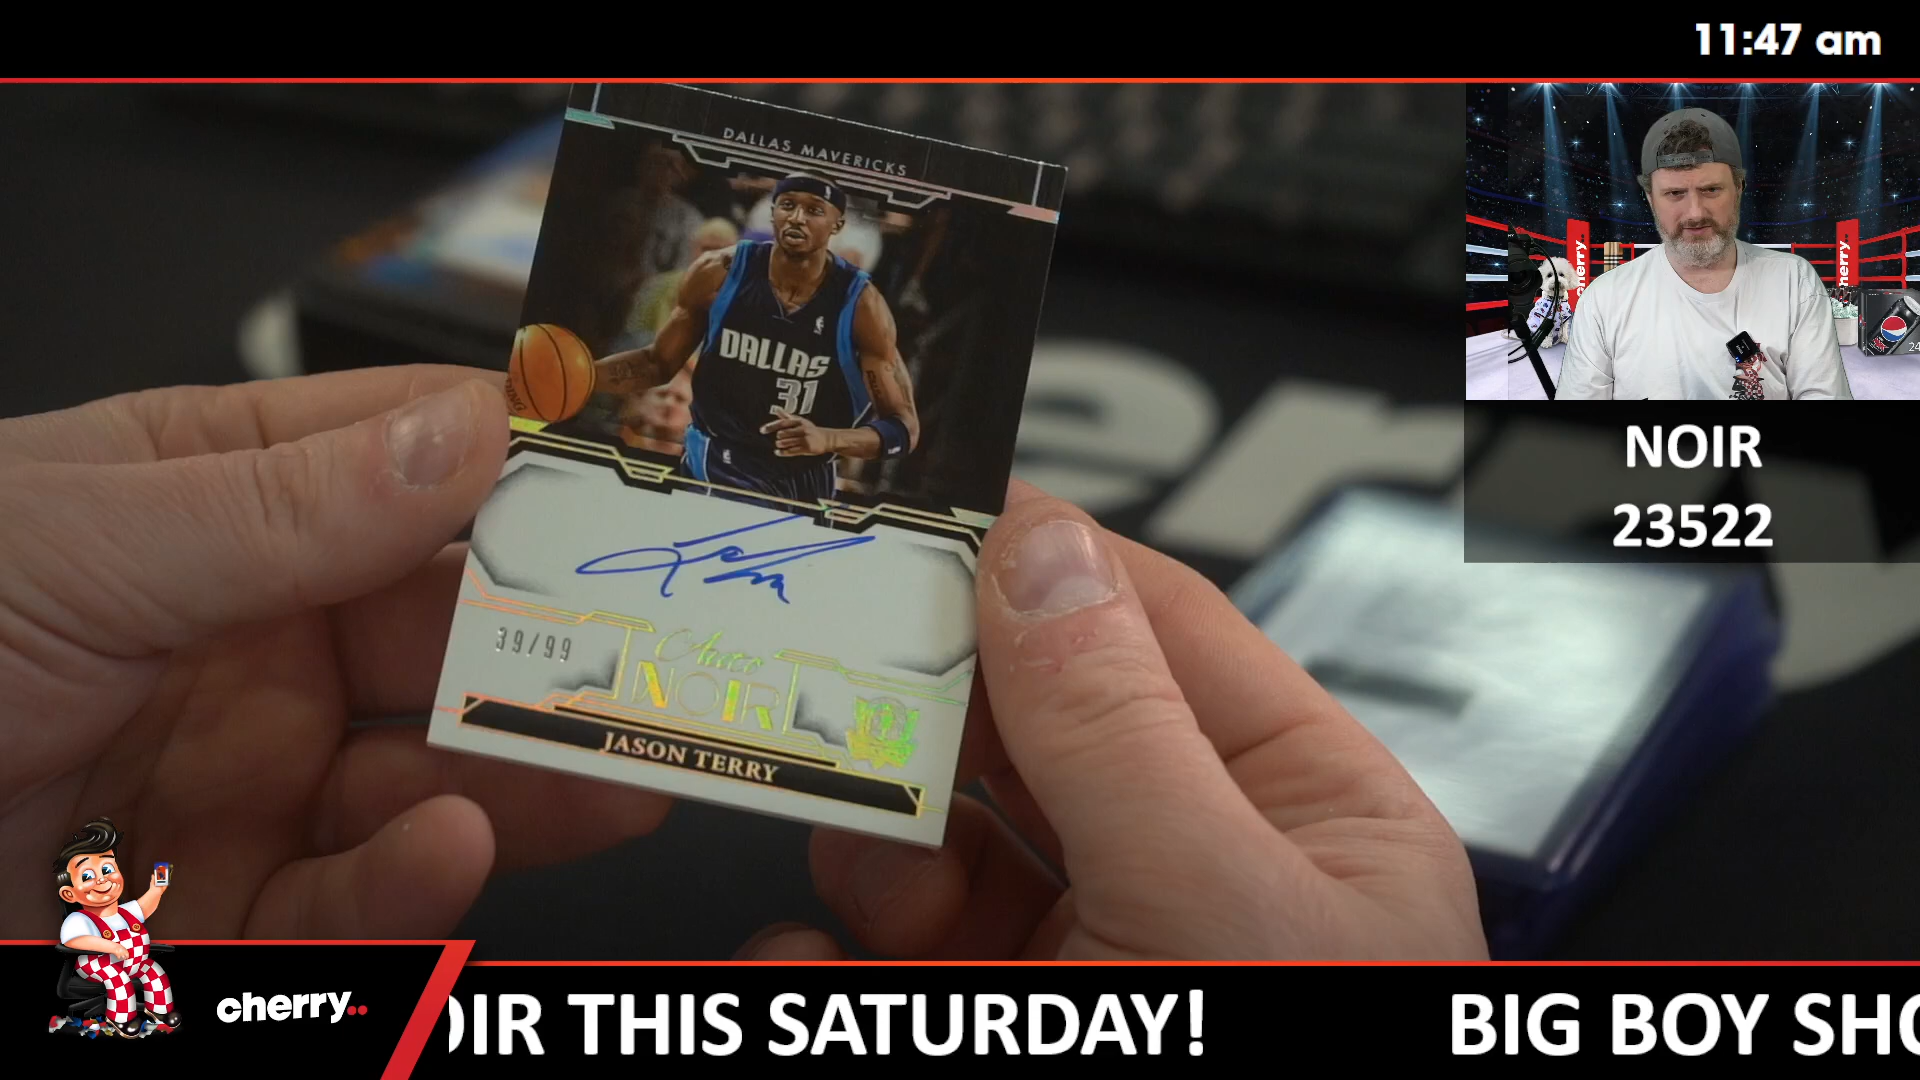 11:47 am
DALLAS MAVERICKS
DALLAS
31
39/99
Auto
NOIR
JASON TERRY
NOIR
23522
cherry..
OIR THIS SATURDAY!
BIG BOY SHO